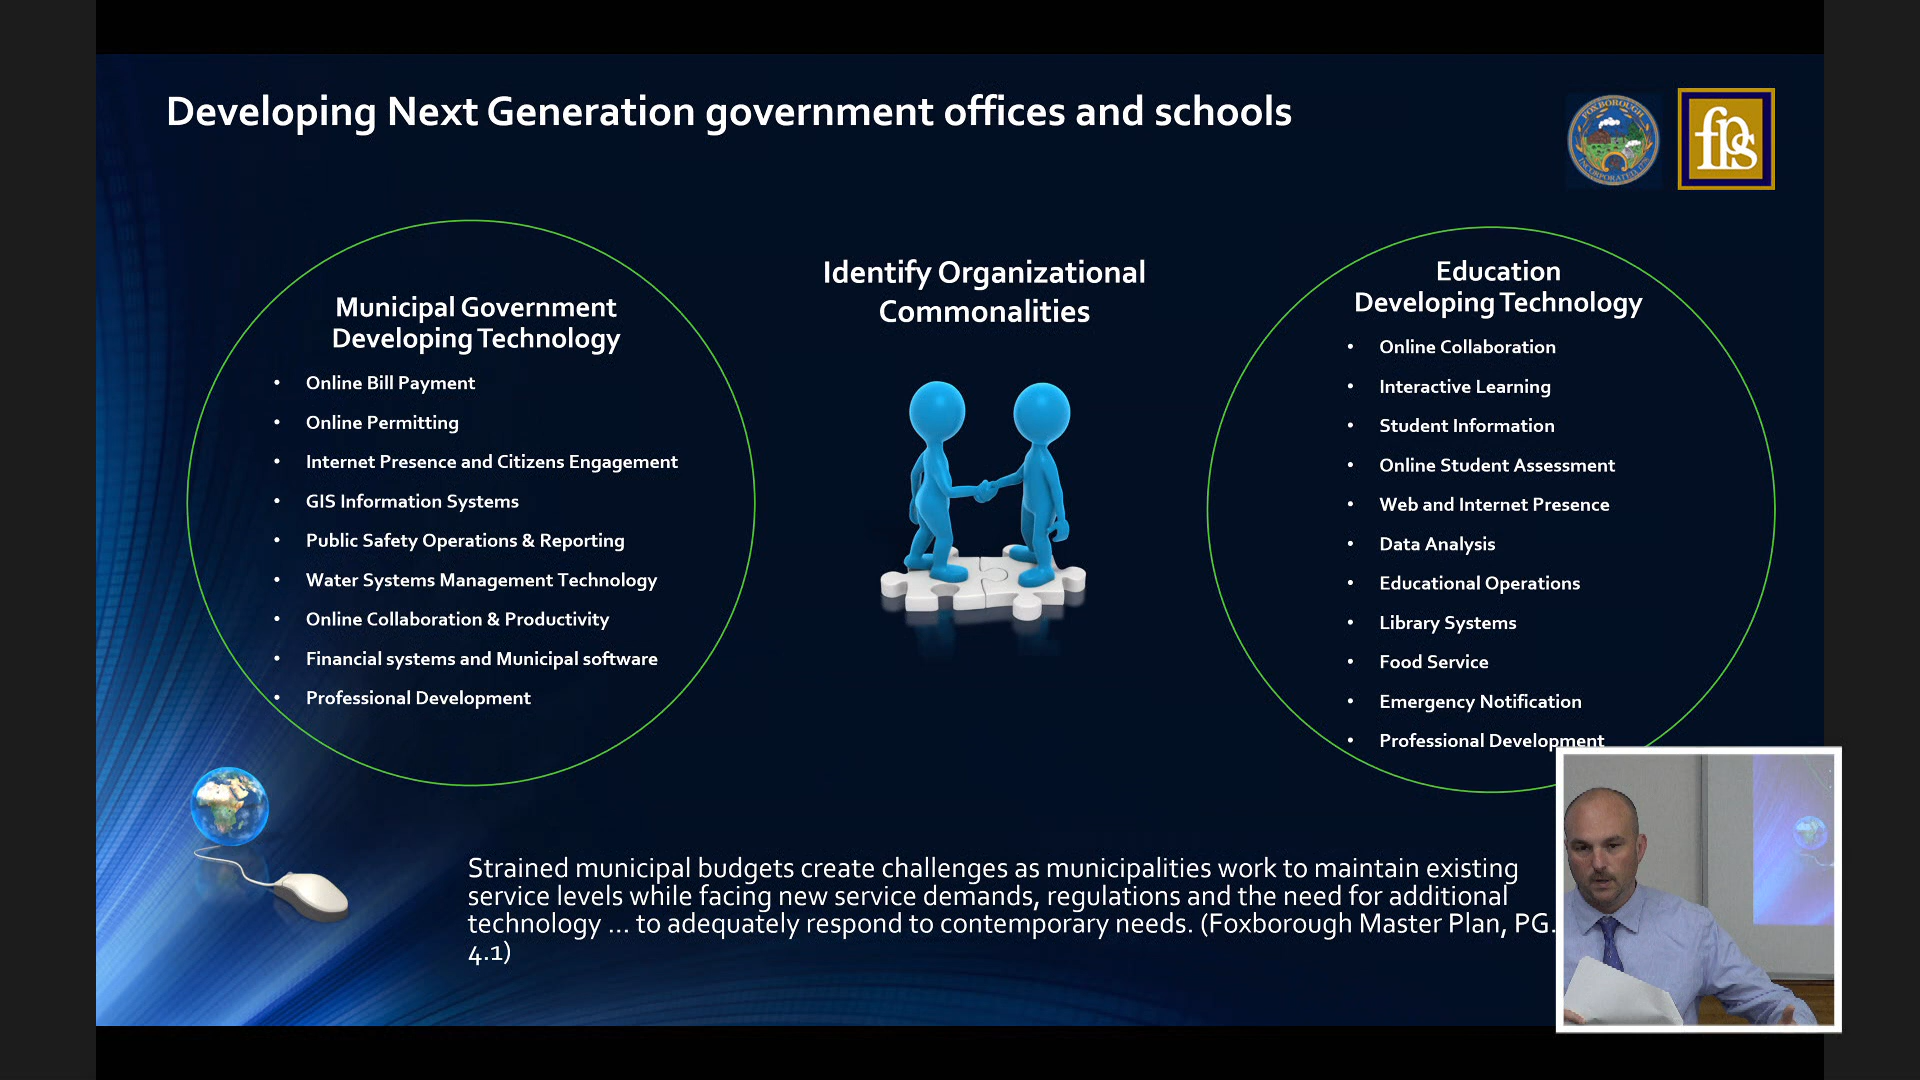 Developing Next Generation government offices and schools
FOXBOROUGH
INCORPORATED 1778
fps
Municipal Government
Developing Technology
• Online Bill Payment
• Online Permitting
• Internet Presence and Citizens Engagement
• GIS Information Systems
• Public Safety Operations & Reporting
• Water Systems Management Technology
• Online Collaboration & Productivity
• Financial systems and Municipal software
• Professional Development
Identify Organizational
Commonalities
Education
Developing Technology
• Online Collaboration
• Interactive Learning
• Student Information
• Online Student Assessment
• Web and Internet Presence
• Data Analysis
• Educational Operations
• Library Systems
• Food Service
• Emergency Notification
• Professional Development
Strained municipal budgets create challenges as municipalities work to maintain existing
service levels while facing new service demands, regulations and the need for additional
technology ... to adequately respond to contemporary needs. (Foxborough Master Plan, PG.
4.1)